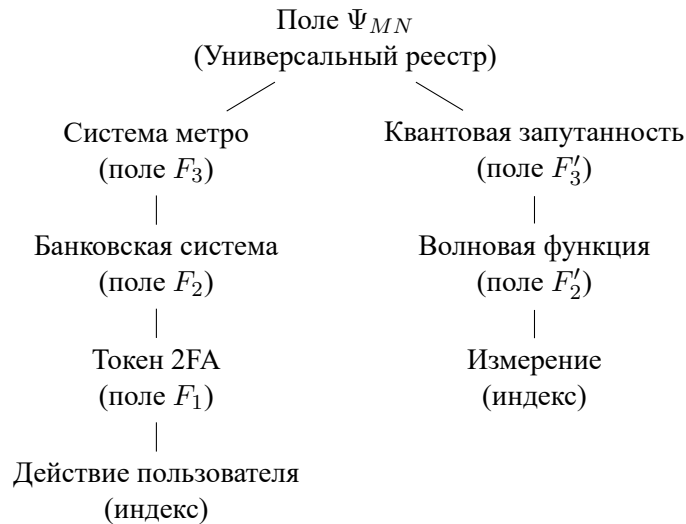 Поле Ψ_{MN}
(Универсальный реестр)
Система метро
(поле F_3)
Квантовая запутанность
(поле F'_3)
Банковская система
(поле F_2)
Волновая функция
(поле F'_2)
Токен 2FA
(поле F_1)
Измерение
(индекс)
Действие пользователя
(индекс)